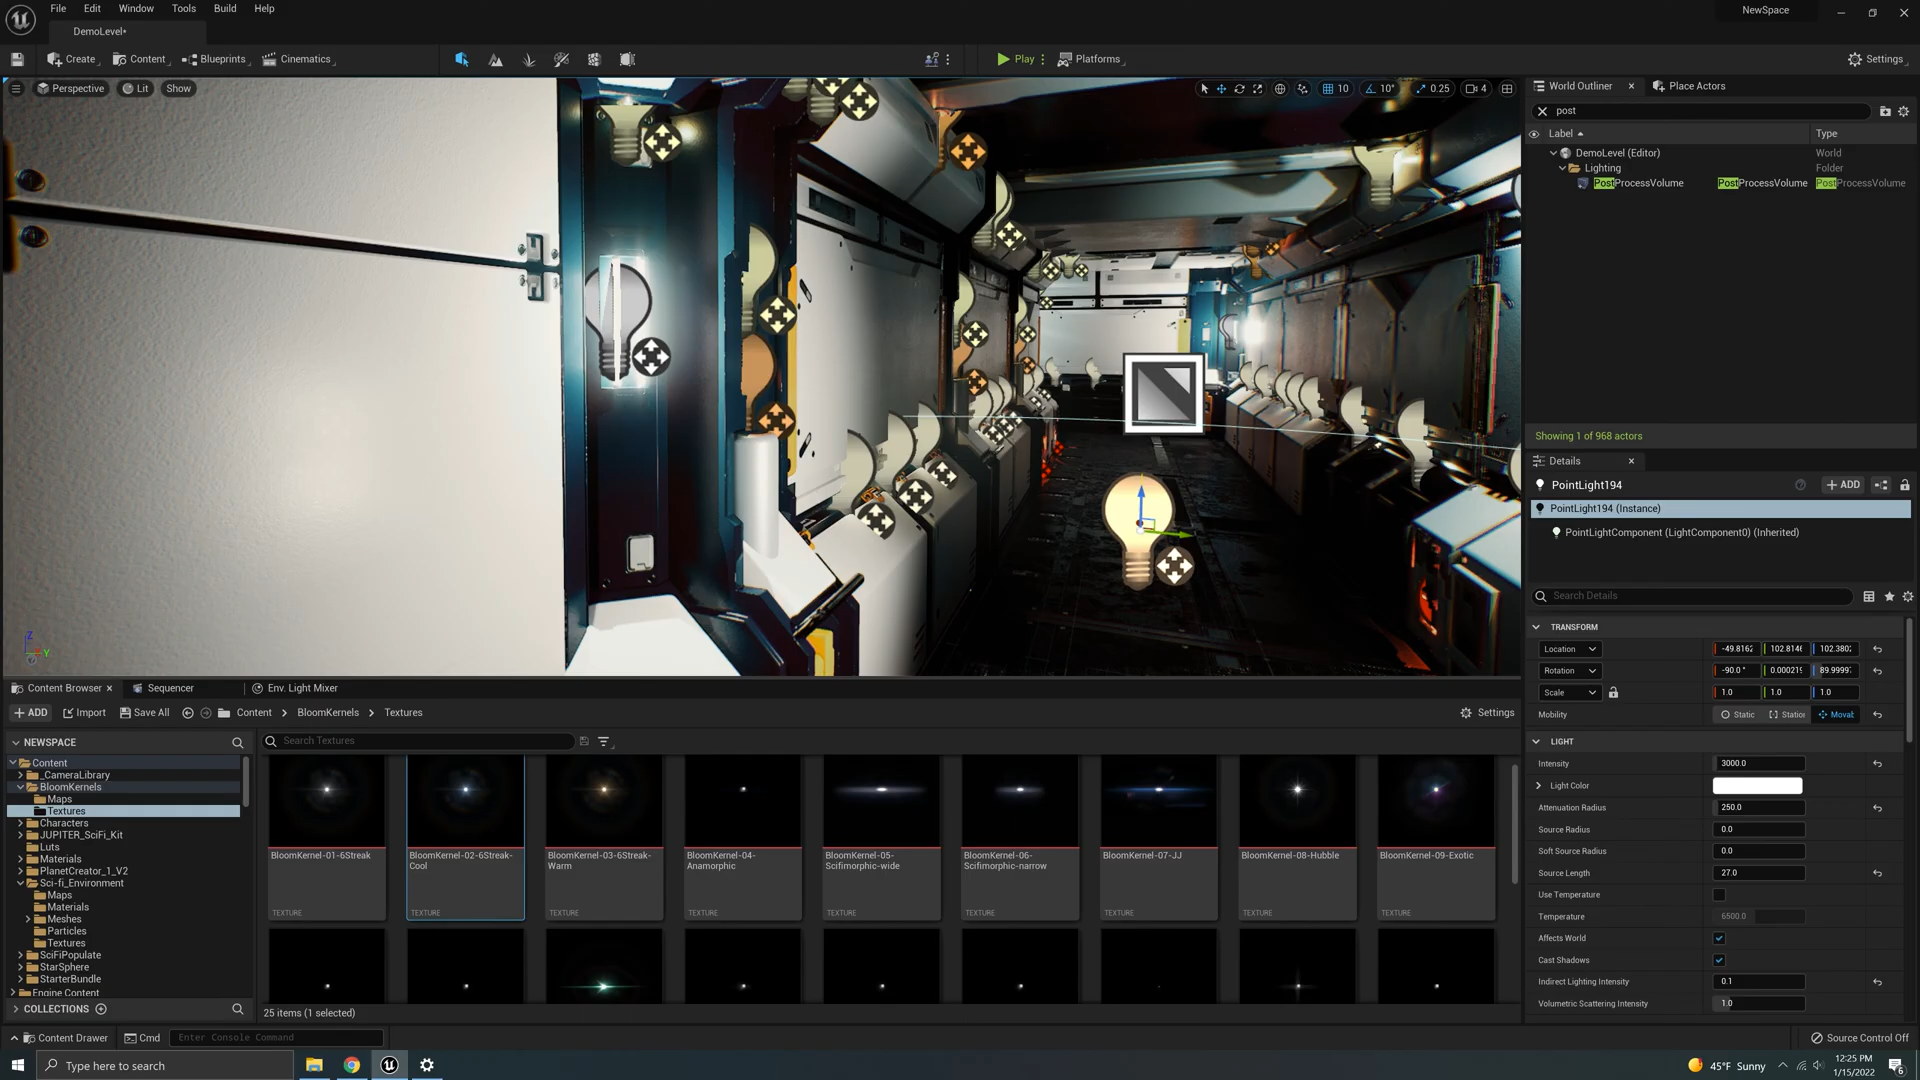 File Edit Window Tools Build Help
NewSpace
DemoLevel*
Create Content Blueprints Cinematics
Play Platforms
Settings
Perspective Lit Show
10 10° 0.25 4
World Outliner Place Actors
post
Label Type
DemoLevel (Editor) World
Lighting Folder
PostProcessVolume PostProcessVolume PostProcessVolume
Showing 1 of 968 actors
Details
PointLight194 ADD
PointLight194 (Instance)
PointLightComponent (LightComponent0) (Inherited)
Search Details
TRANSFORM
Location -49.8162 102.8146
Rotation -90.0 ° 0.000219
Scale 1.0 1.0 1.0
Mobility Static Station Movab
LIGHT
Intensity 3000.0
Light Color
Attenuation Radius 250.0
Source Radius 0.0
Soft Source Radius 0.0
Source Length 27.0
Use Temperature
Temperature 6500.0
Affects World
Cast Shadows
Indirect Lighting Intensity 0.1
Volumetric Scattering Intensity 1.0
Z
Y
Content Browser Sequencer Env. Light Mixer
ADD Import Save All Content BloomKernels Textures Settings
NEWSPACE
Search Textures
Content
_CameraLibrary
BloomKernels
Maps
Textures
Characters
JUPITER_SciFi_Kit
Luts
Materials
PlanetCreator_1_V2
Sci-fi_Environment
Maps
Materials
Meshes
Particles
Textures
SciFiPopulate
StarSphere
StarterBundle
Engine Content
COLLECTIONS
BloomKernel-01-6Streak
TEXTURE
BloomKernel-02-6Streak-
Cool
TEXTURE
BloomKernel-03-6Streak-
Warm
TEXTURE
BloomKernel-04-
Anamorphic
TEXTURE
BloomKernel-05-
Scifimorphic-wide
TEXTURE
BloomKernel-06-
Scifimorphic-narrow
TEXTURE
BloomKernel-07-JJ
TEXTURE
BloomKernel-08-Hubble
TEXTURE
BloomKernel-09-Exotic
TEXTURE
25 items (1 selected)
Content Drawer Cmd Enter Console Command
Source Control Off
Type here to search
45°F Sunny
12:25 PM
1/15/2022
6